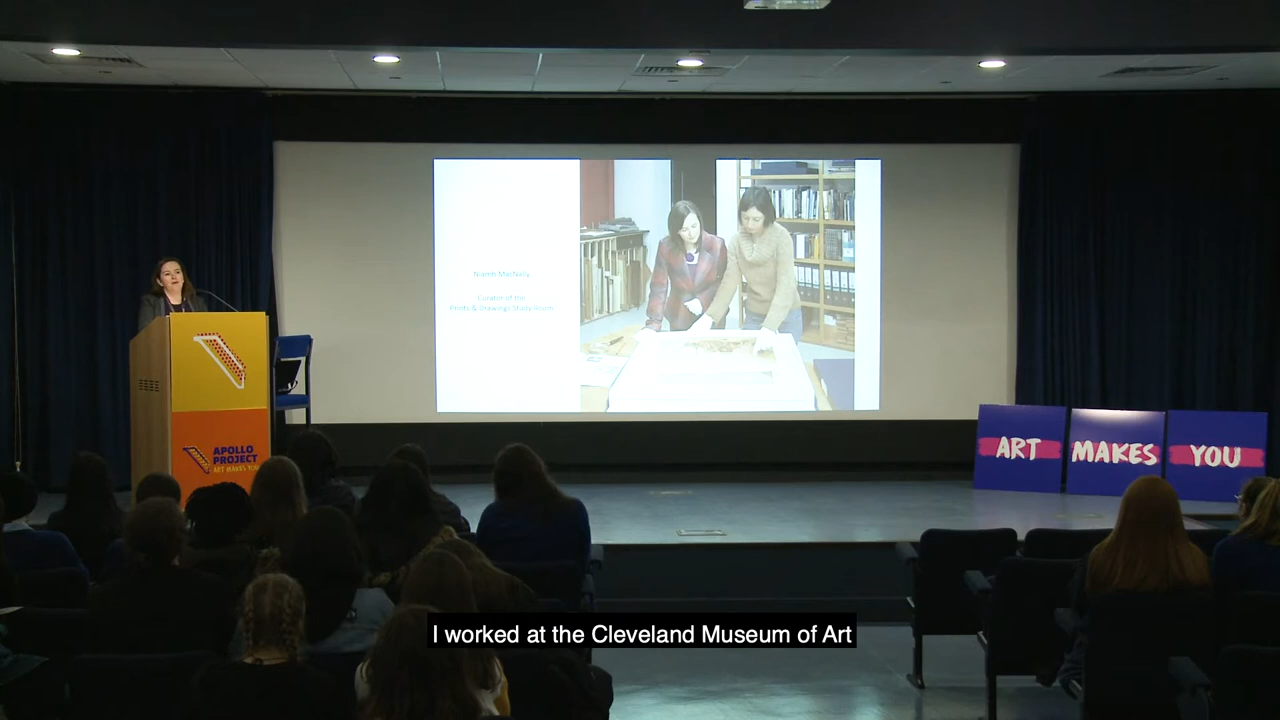 Niamh MacNally
Curator of the
Prints & Drawings Study Room
APOLLO
PROJECT
ART MAKES YOU
ART MAKES YOU
I worked at the Cleveland Museum of Art